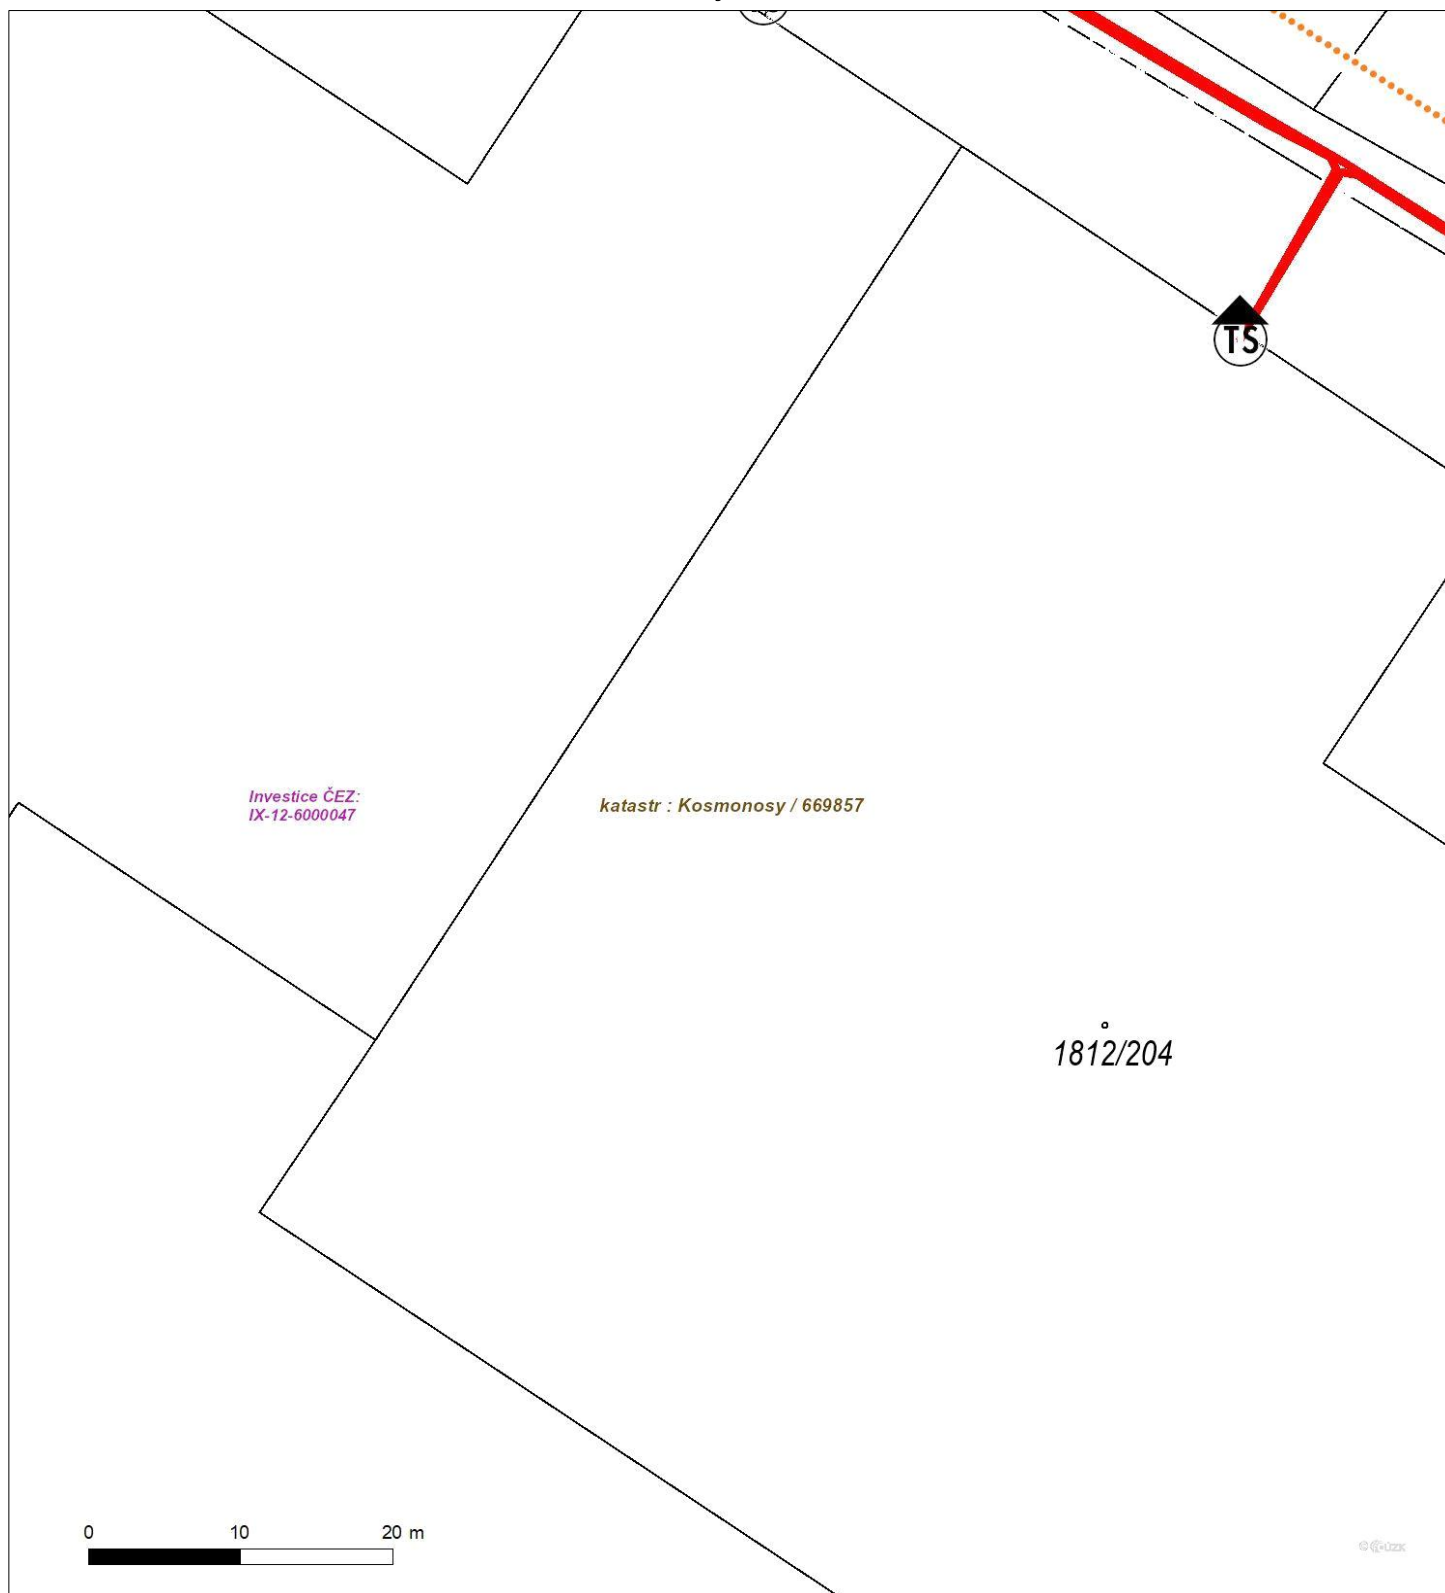 TS
Investice ČEZ:
IX-12-6000047
katastr : Kosmonosy / 669857
1812/204
0 10 20 m